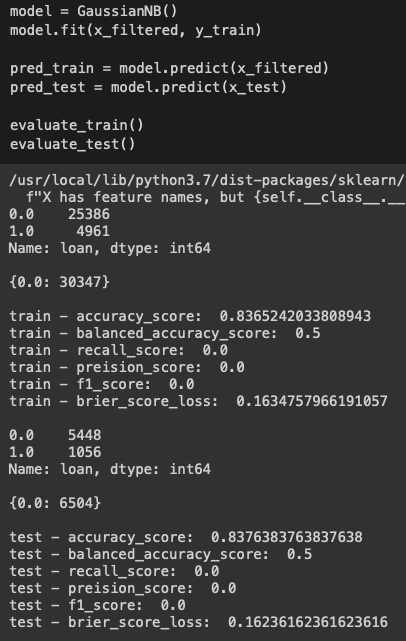 model = GaussianNB()
model.fit(x_filtered, y_train)
pred_train = model.predict(x_filtered)
pred_test = model.predict(x_test)
evaluate_train()
evaluate_test()
/usr/local/lib/python3.7/dist-packages/sklearn/
f"X has feature names, but {self.__class__.__
0.0    25386
1.0     4961
Name: loan, dtype: int64
{0.0: 30347}
train - accuracy_score:  0.8365242033808943
train - balanced_accuracy_score:  0.5
train - recall_score:  0.0
train - preision_score:  0.0
train - f1_score:  0.0
train - brier_score_loss:  0.1634757966191057
0.0    5448
1.0    1056
Name: loan, dtype: int64
{0.0: 6504}
test - accuracy_score:  0.8376383763837638
test - balanced_accuracy_score:  0.5
test - recall_score:  0.0
test - preision_score:  0.0
test - f1_score:  0.0
test - brier_score_loss:  0.16236162361623616